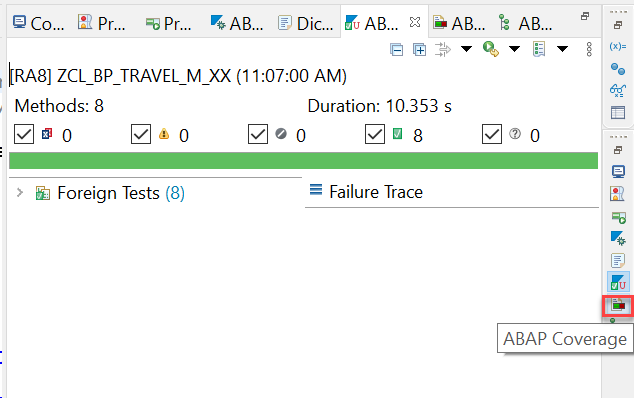 Co... Pr... Pr... AB... Dic... AB... AB... AB...
[RA8] ZCL_BP_TRAVEL_M_XX (11:07:00 AM)
Methods: 8 Duration: 10.353 s
0 0 0 8 0
Foreign Tests (8) Failure Trace
(x)=
U
ABAP Coverage